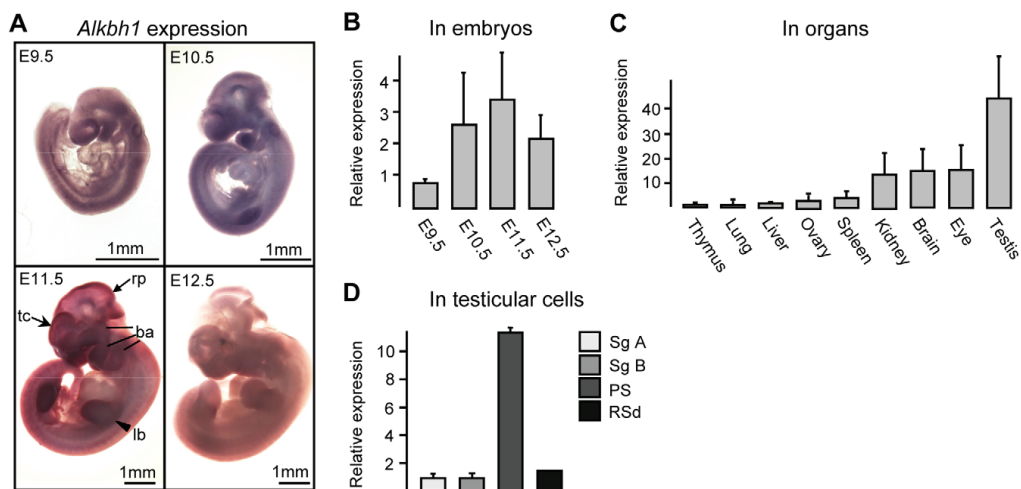 A
Alkbh1 expression
E9.5
1mm
E10.5
1mm
E11.5
rp
tc
ba
lb
1mm
E12.5
1mm
B
In embryos
Relative expression
4
3
2
1
E9.5
E10.5
E11.5
E12.5
C
In organs
Relative expression
40
30
20
10
Thymus
Lung
Liver
Ovary
Spleen
Kidney
Brain
Eye
Testis
D
In testicular cells
Relative expression
10
8
6
4
2
Sg A
Sg B
PS
RSd